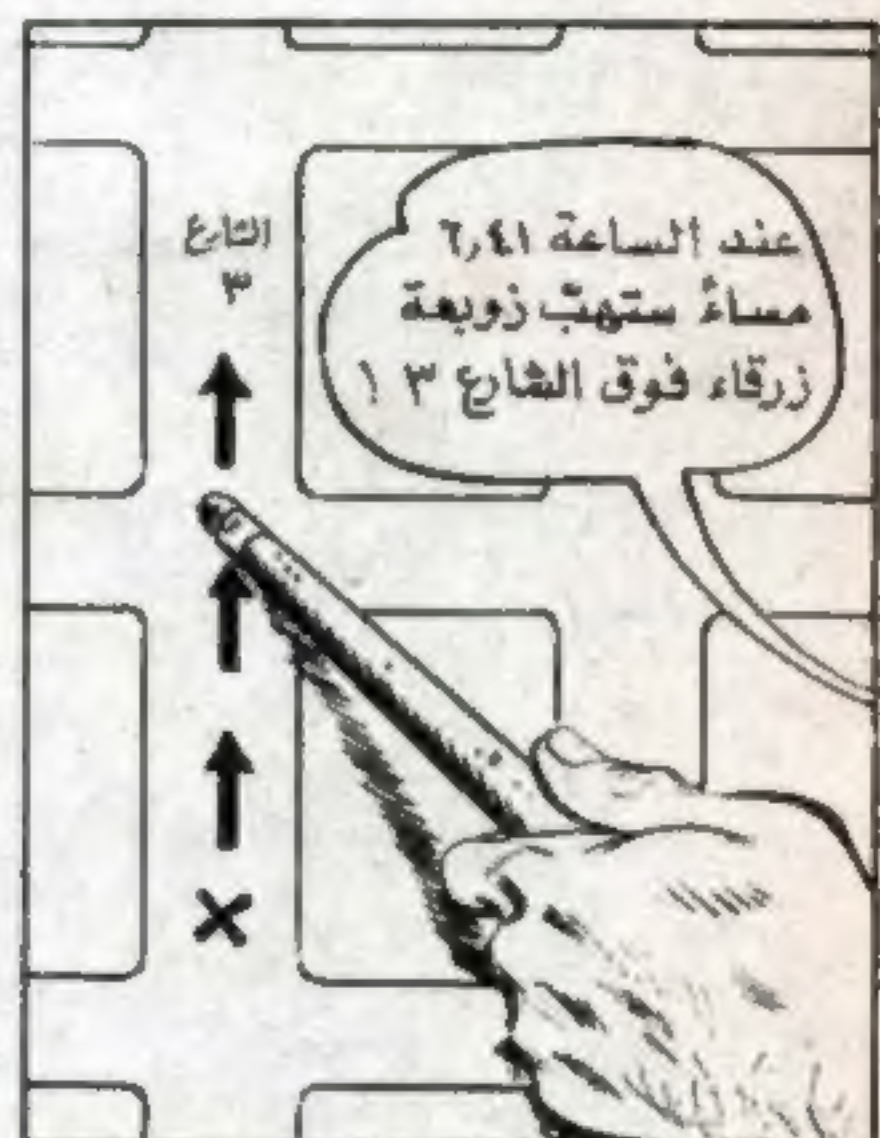 عند الساعة ٦,٤١
مساءً ستهبّ زوبعة
زرقاء فوق الشارع ٣ !
الشارع
٣